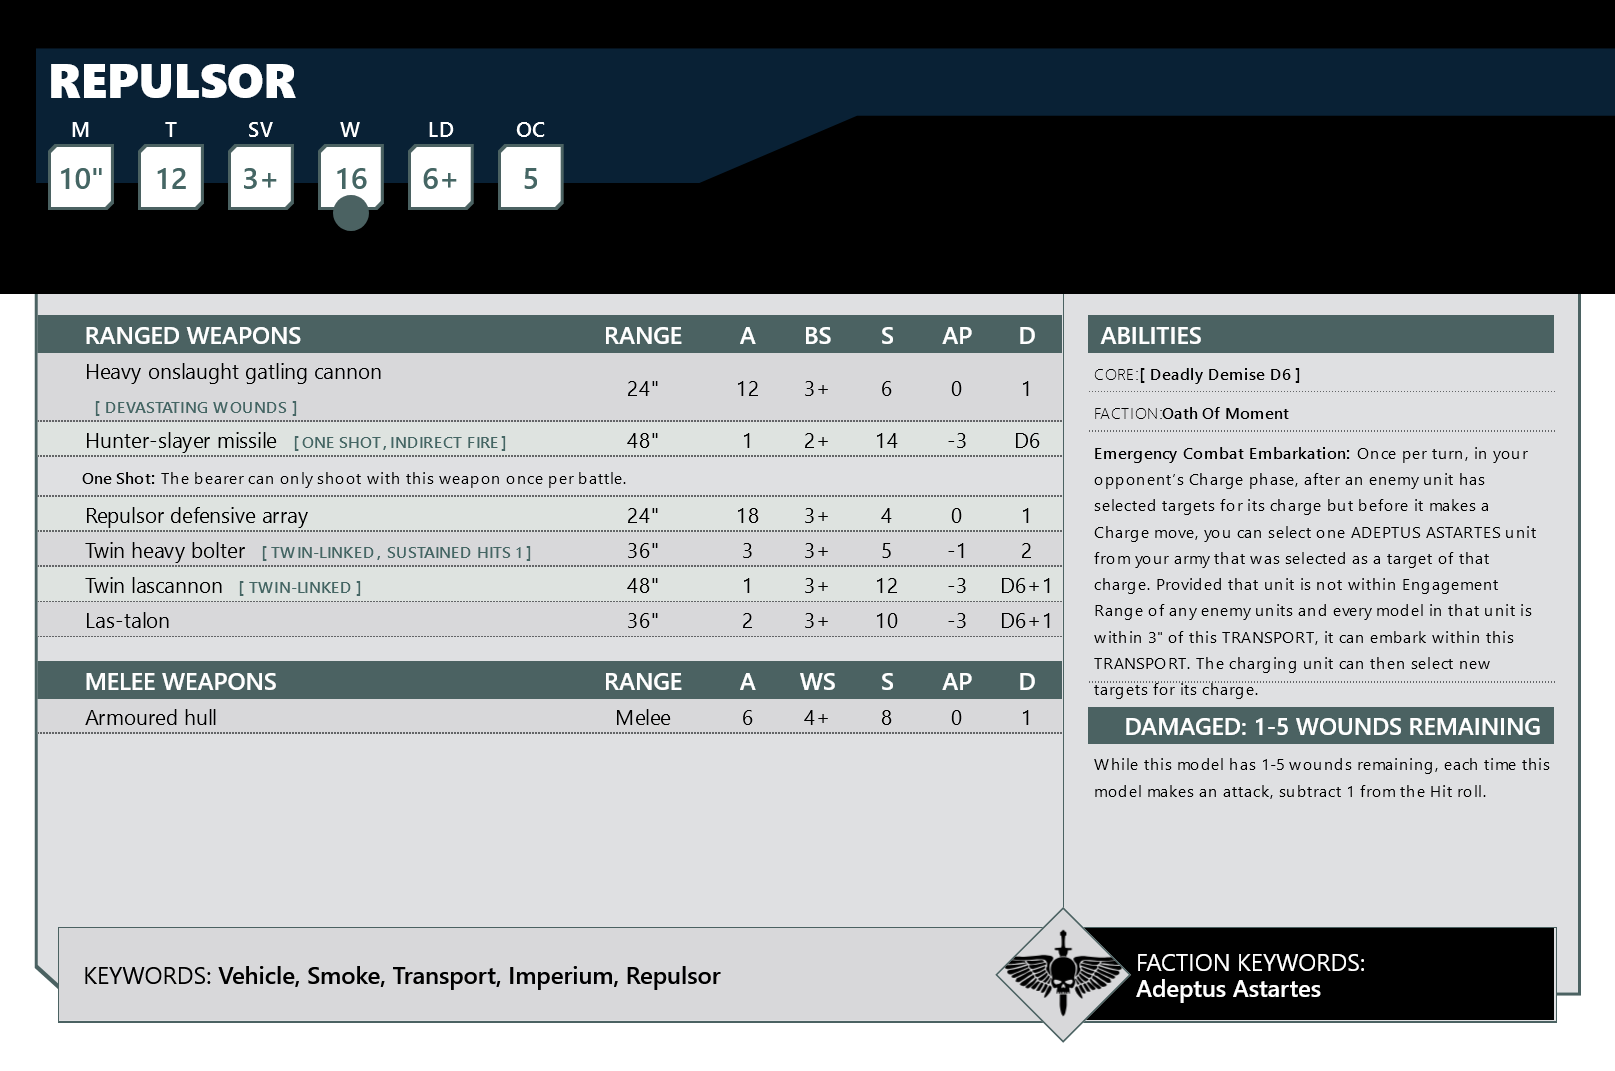 REPULSOR
M T SV W LD OC
10" 12 3+ 16 6+ 5
RANGED WEAPONS RANGE A BS S AP D
Heavy onslaught gatling cannon
[ DEVASTATING WOUNDS ] 24" 12 3+ 6 0 1
Hunter-slayer missile [ ONE SHOT, INDIRECT FIRE ] 48" 1 2+ 14 -3 D6
One Shot: The bearer can only shoot with this weapon once per battle.
Repulsor defensive array 24" 18 3+ 4 0 1
Twin heavy bolter [ TWIN-LINKED, SUSTAINED HITS 1 ] 36" 3 3+ 5 -1 2
Twin lascannon [ TWIN-LINKED ] 48" 1 3+ 12 -3 D6+1
Las-talon 36" 2 3+ 10 -3 D6+1
MELEE WEAPONS RANGE A WS S AP D
Armoured hull Melee 6 4+ 8 0 1
ABILITIES
CORE:[ Deadly Demise D6 ]
FACTION:Oath Of Moment
Emergency Combat Embarkation: Once per turn, in your
opponent’s Charge phase, after an enemy unit has
selected targets for its charge but before it makes a
Charge move, you can select one ADEPTUS ASTARTES unit
from your army that was selected as a target of that
charge. Provided that unit is not within Engagement
Range of any enemy units and every model in that unit is
within 3" of this TRANSPORT, it can embark within this
TRANSPORT. The charging unit can then select new
targets for its charge.
DAMAGED: 1-5 WOUNDS REMAINING
While this model has 1-5 wounds remaining, each time this
model makes an attack, subtract 1 from the Hit roll.
KEYWORDS: Vehicle, Smoke, Transport, Imperium, Repulsor
FACTION KEYWORDS:
Adeptus Astartes